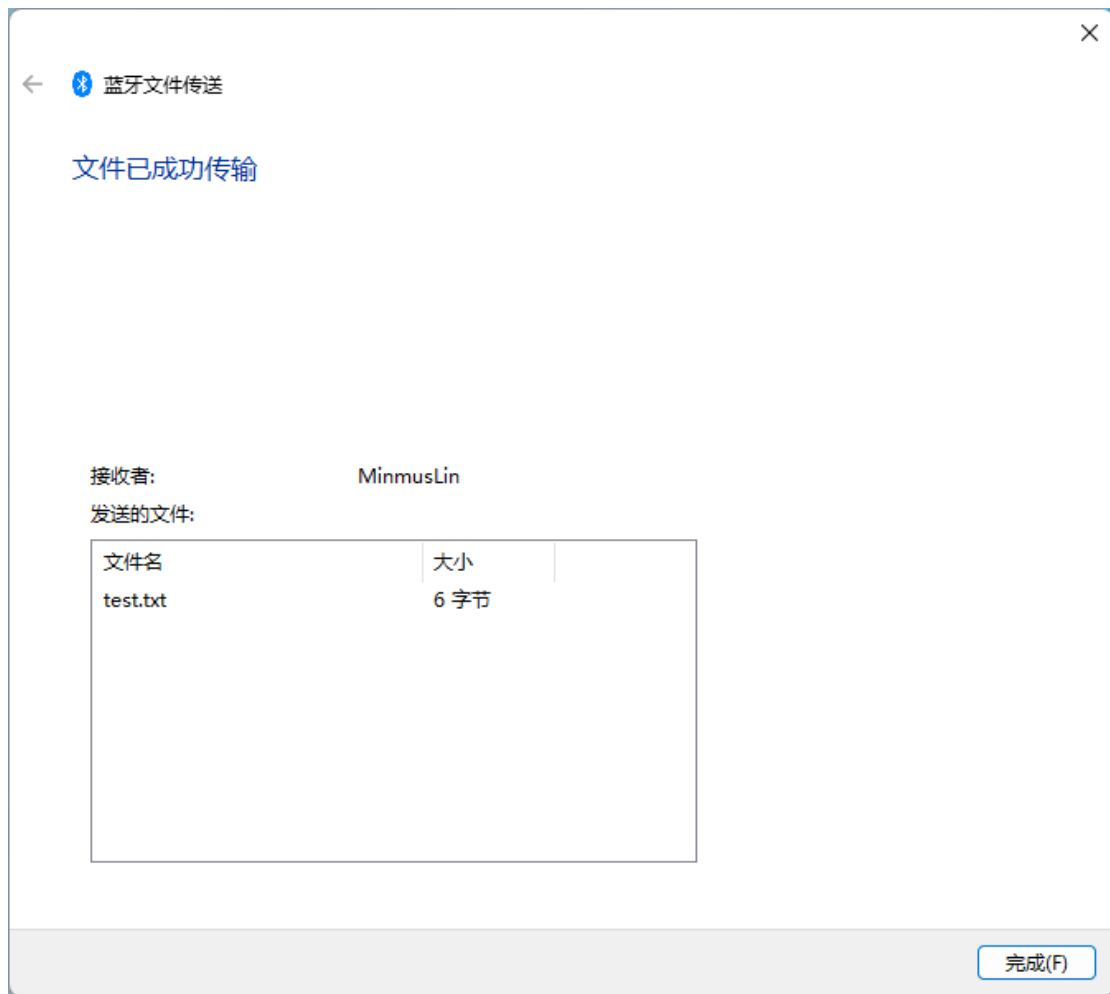 蓝牙文件传送
文件已成功传输
接收者: MinmusLin
发送的文件:
文件名 大小
test.txt 6 字节
完成(F)